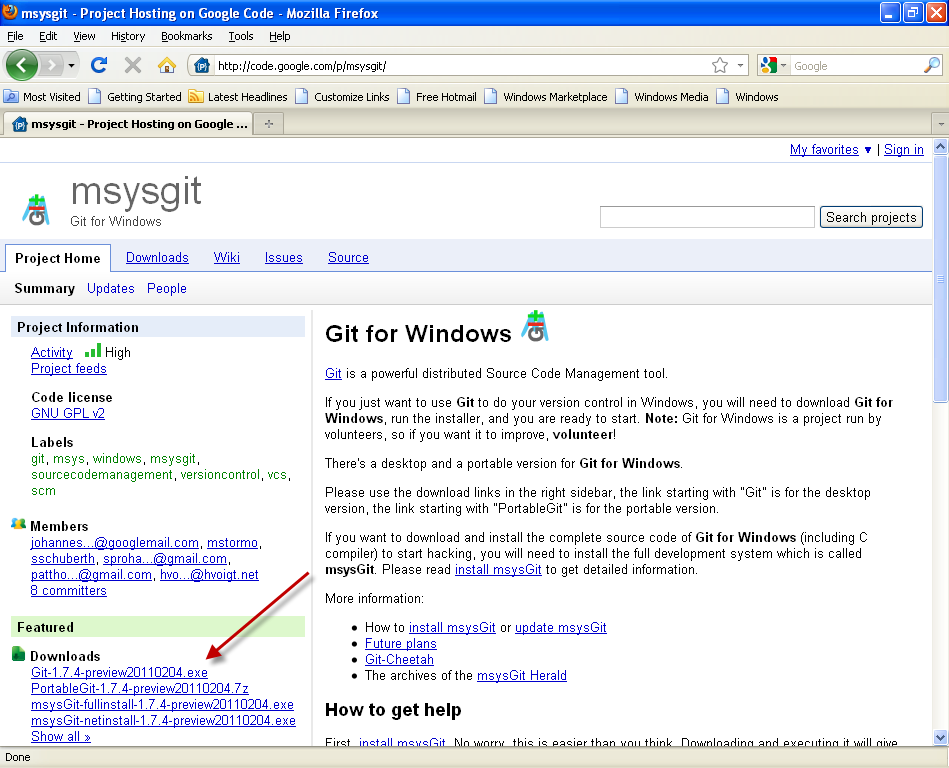 msysgit - Project Hosting on Google Code - Mozilla Firefox
File Edit View History Bookmarks Tools Help
http://code.google.com/p/msysgit/
Google
Most Visited Getting Started Latest Headlines Customize Links Free Hotmail Windows Marketplace Windows Media Windows
msysgit - Project Hosting on Google ...
My favorites ▼ | Sign in
msysgit
Git for Windows
Search projects
Project Home Downloads Wiki Issues Source
Summary Updates People
Project Information
Activity High
Project feeds
Code license
GNU GPL v2
Labels
git, msys, windows, msysgit,
sourcecodemanagement, versioncontrol, vcs,
scm
Members
johannes...@googlemail.com, mstormo,
sschuberth, sproha...@gmail.com,
pattho...@gmail.com, hvo...@hvoigt.net
8 committers
Featured
Downloads
Git-1.7.4-preview20110204.exe
PortableGit-1.7.4-preview20110204.7z
msysGit-fullinstall-1.7.4-preview20110204.exe
msysGit-netinstall-1.7.4-preview20110204.exe
Show all »
Git for Windows
Git is a powerful distributed Source Code Management tool.
If you just want to use Git to do your version control in Windows, you will need to download Git for
Windows, run the installer, and you are ready to start. Note: Git for Windows is a project run by
volunteers, so if you want it to improve, volunteer!
There's a desktop and a portable version for Git for Windows.
Please use the download links in the right sidebar, the link starting with "Git" is for the desktop
version, the link starting with "PortableGit" is for the portable version.
If you want to download and install the complete source code of Git for Windows (including C
compiler) to start hacking, you will need to install the full development system which is called
msysGit. Please read install msysGit to get detailed information.
More information:
• How to install msysGit or update msysGit
• Future plans
• Git-Cheetah
• The archives of the msysGit Herald
How to get help
First, install msysGit. No worry, this is easier than you think. Downloading and executing it will give
Done